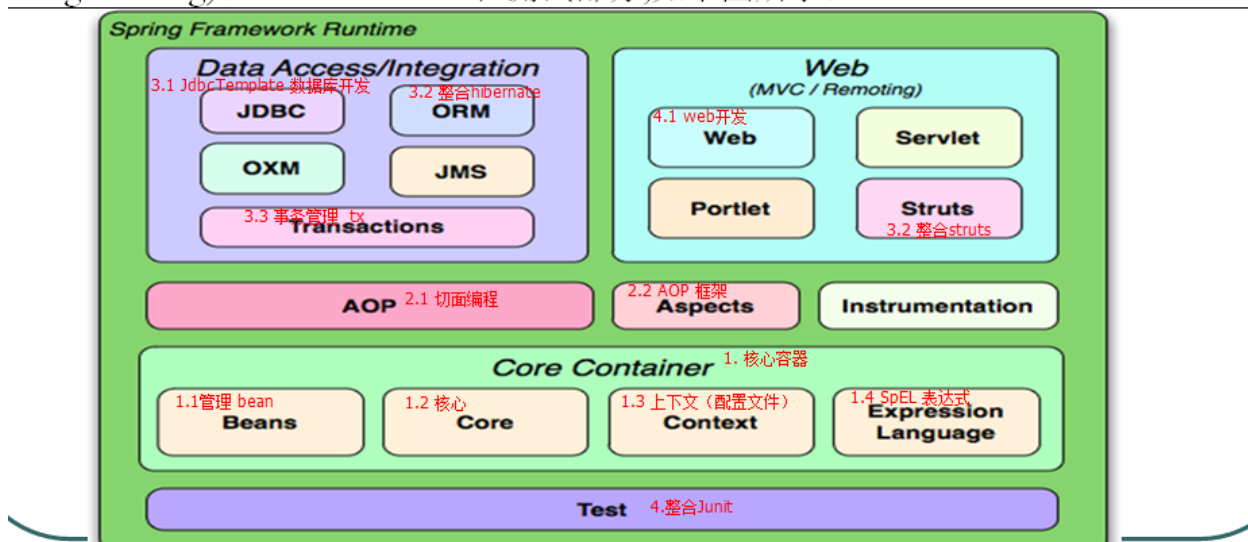 Spring Framework Runtime
Data Access/Integration
3.1 JdbcTemplate 数据库开发
3.2 整合hibernate
JDBC
ORM
OXM
JMS
3.3 事务管理 tx
Transactions
Web
(MVC / Remoting)
4.1 web开发
Web
Servlet
Portlet
Struts
3.2 整合struts
AOP 2.1 切面编程
2.2 AOP 框架
Aspects
Instrumentation
Core Container 1. 核心容器
1.1管理 bean
Beans
1.2 核心
Core
1.3 上下文（配置文件）
Context
1.4 SpEL 表达式
Expression
Language
Test 4.整合Junit